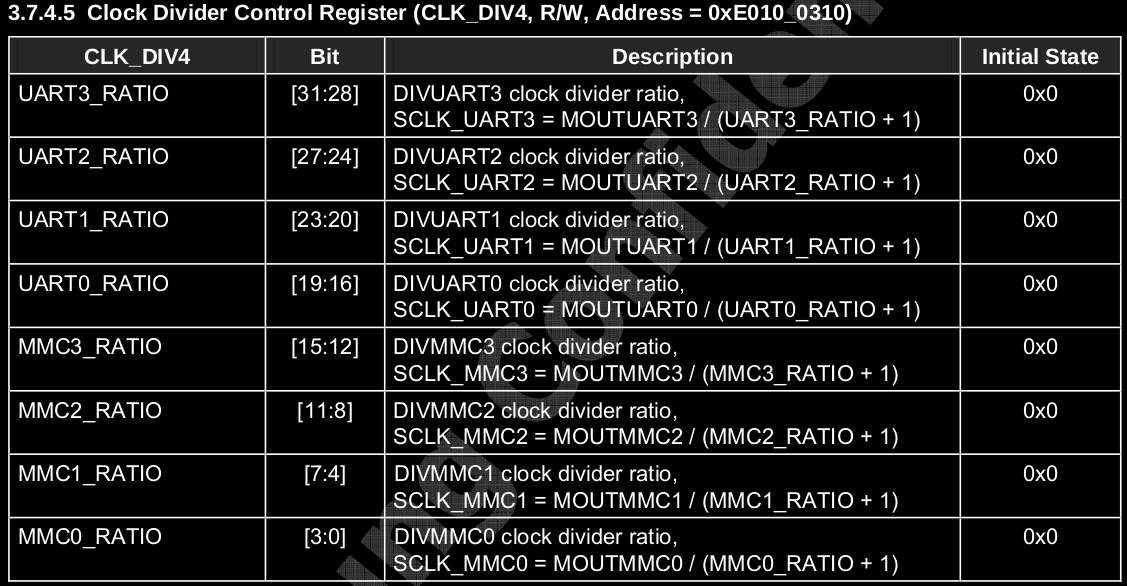 3.7.4.5 Clock Divider Control Register (CLK_DIV4, R/W, Address = 0xE010_0310)
CLK_DIV4 Bit Description Initial State
UART3_RATIO [31:28] DIVUART3 clock divider ratio, 0x0
SCLK_UART3 = MOUTUART3 / (UART3_RATIO + 1)
UART2_RATIO [27:24] DIVUART2 clock divider ratio, 0x0
SCLK_UART2 = MOUTUART2 / (UART2_RATIO + 1)
UART1_RATIO [23:20] DIVUART1 clock divider ratio, 0x0
SCLK_UART1 = MOUTUART1 / (UART1_RATIO + 1)
UART0_RATIO [19:16] DIVUART0 clock divider ratio, 0x0
SCLK_UART0 = MOUTUART0 / (UART0_RATIO + 1)
MMC3_RATIO [15:12] DIVMMC3 clock divider ratio, 0x0
SCLK_MMC3 = MOUTMMC3 / (MMC3_RATIO + 1)
MMC2_RATIO [11:8] DIVMMC2 clock divider ratio, 0x0
SCLK_MMC2 = MOUTMMC2 / (MMC2_RATIO + 1)
MMC1_RATIO [7:4] DIVMMC1 clock divider ratio, 0x0
SCLK_MMC1 = MOUTMMC1 / (MMC1_RATIO + 1)
MMC0_RATIO [3:0] DIVMMC0 clock divider ratio, 0x0
SCLK_MMC0 = MOUTMMC0 / (MMC0_RATIO + 1)
ung Confiden